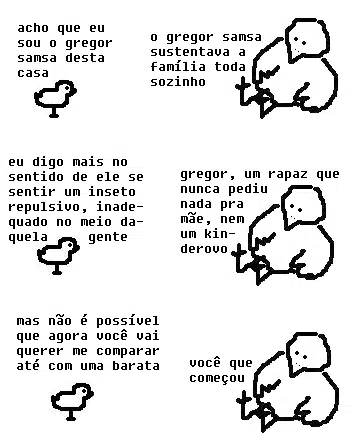 acho que eu
sou o gregor
samsa desta
casa
o gregor samsa
sustentava a
família toda
sozinho
eu digo mais no
sentido de ele se
sentir um inseto
repulsivo, inade-
quado no meio da-
quela gente
gregor, um rapaz que
nunca pediu
nada pra
mãe, nem
um kin-
derovo
mas não é possível
que agora você vai
querer me comparar
até com uma barata
você que
começou